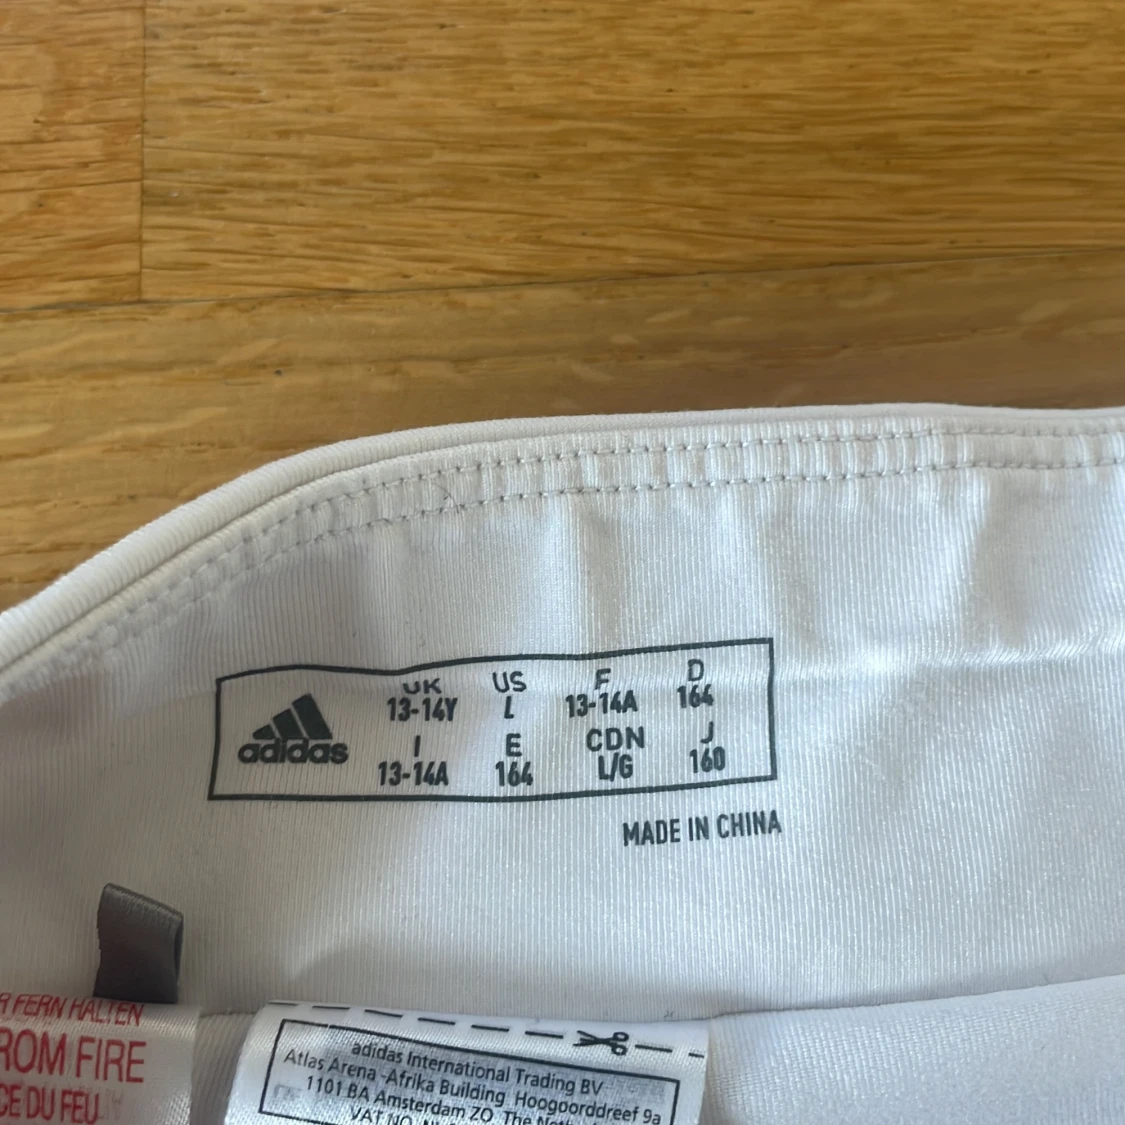 UK US F D
13-14Y L 13-14A 164
adidas
I E CDN J
13-14A 164 L/G 160
MADE IN CHINA
FERN HALTEN
ROM FIRE
CE DU FEU
adidas International Trading BV
Atlas Arena -Afrika Building Hoogoorddreef 9a
1101 BA Amsterdam ZO The
VAT NO.